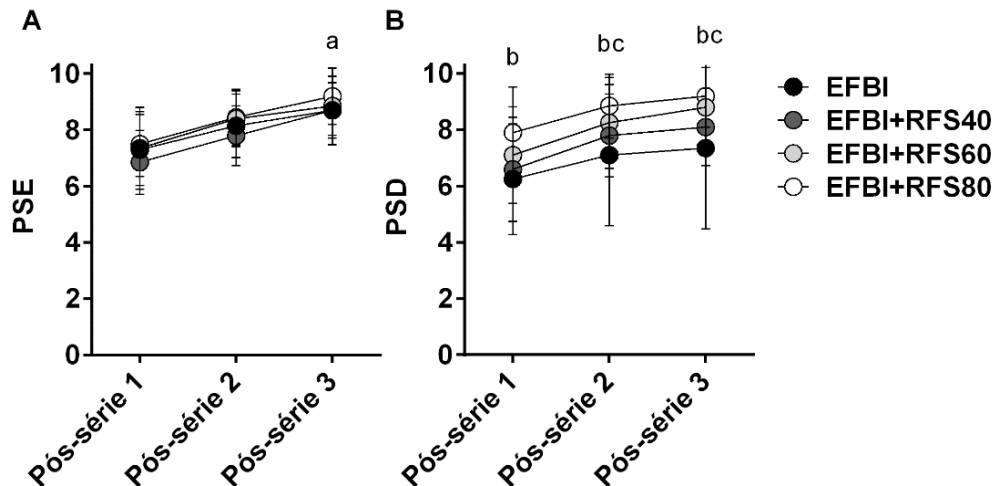 A
a
PSE
10
8
6
4
2
0
Pós-série 1
Pós-série 2
Pós-série 3
B
b
bc
bc
PSD
10
8
6
4
2
0
Pós-série 1
Pós-série 2
Pós-série 3
EFBI
EFBI+RFS40
EFBI+RFS60
EFBI+RFS80